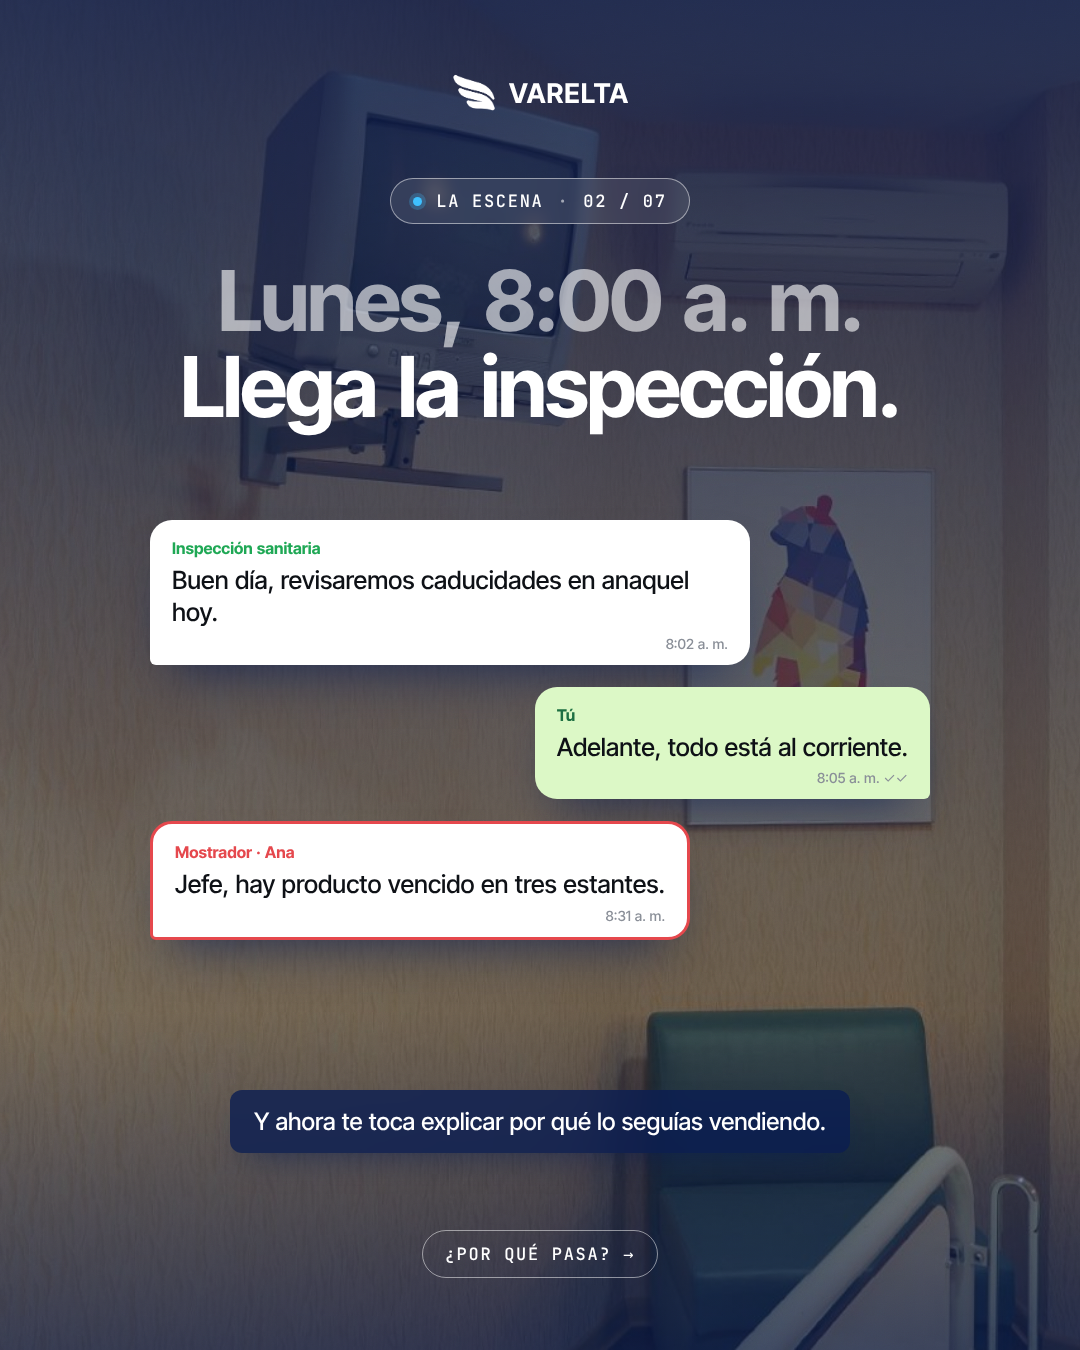 VARELTA
LA ESCENA · 02 / 07
Lunes, 8:00 a. m.
Llega la inspección.
Inspección sanitaria
Buen día, revisaremos caducidades en anaquel
hoy.
8:02 a. m.
Tú
Adelante, todo está al corriente.
8:05 a. m. ✓✓
Mostrador · Ana
Jefe, hay producto vencido en tres estantes.
8:31 a. m.
Y ahora te toca explicar por qué lo seguías vendiendo.
¿POR QUÉ PASA? →